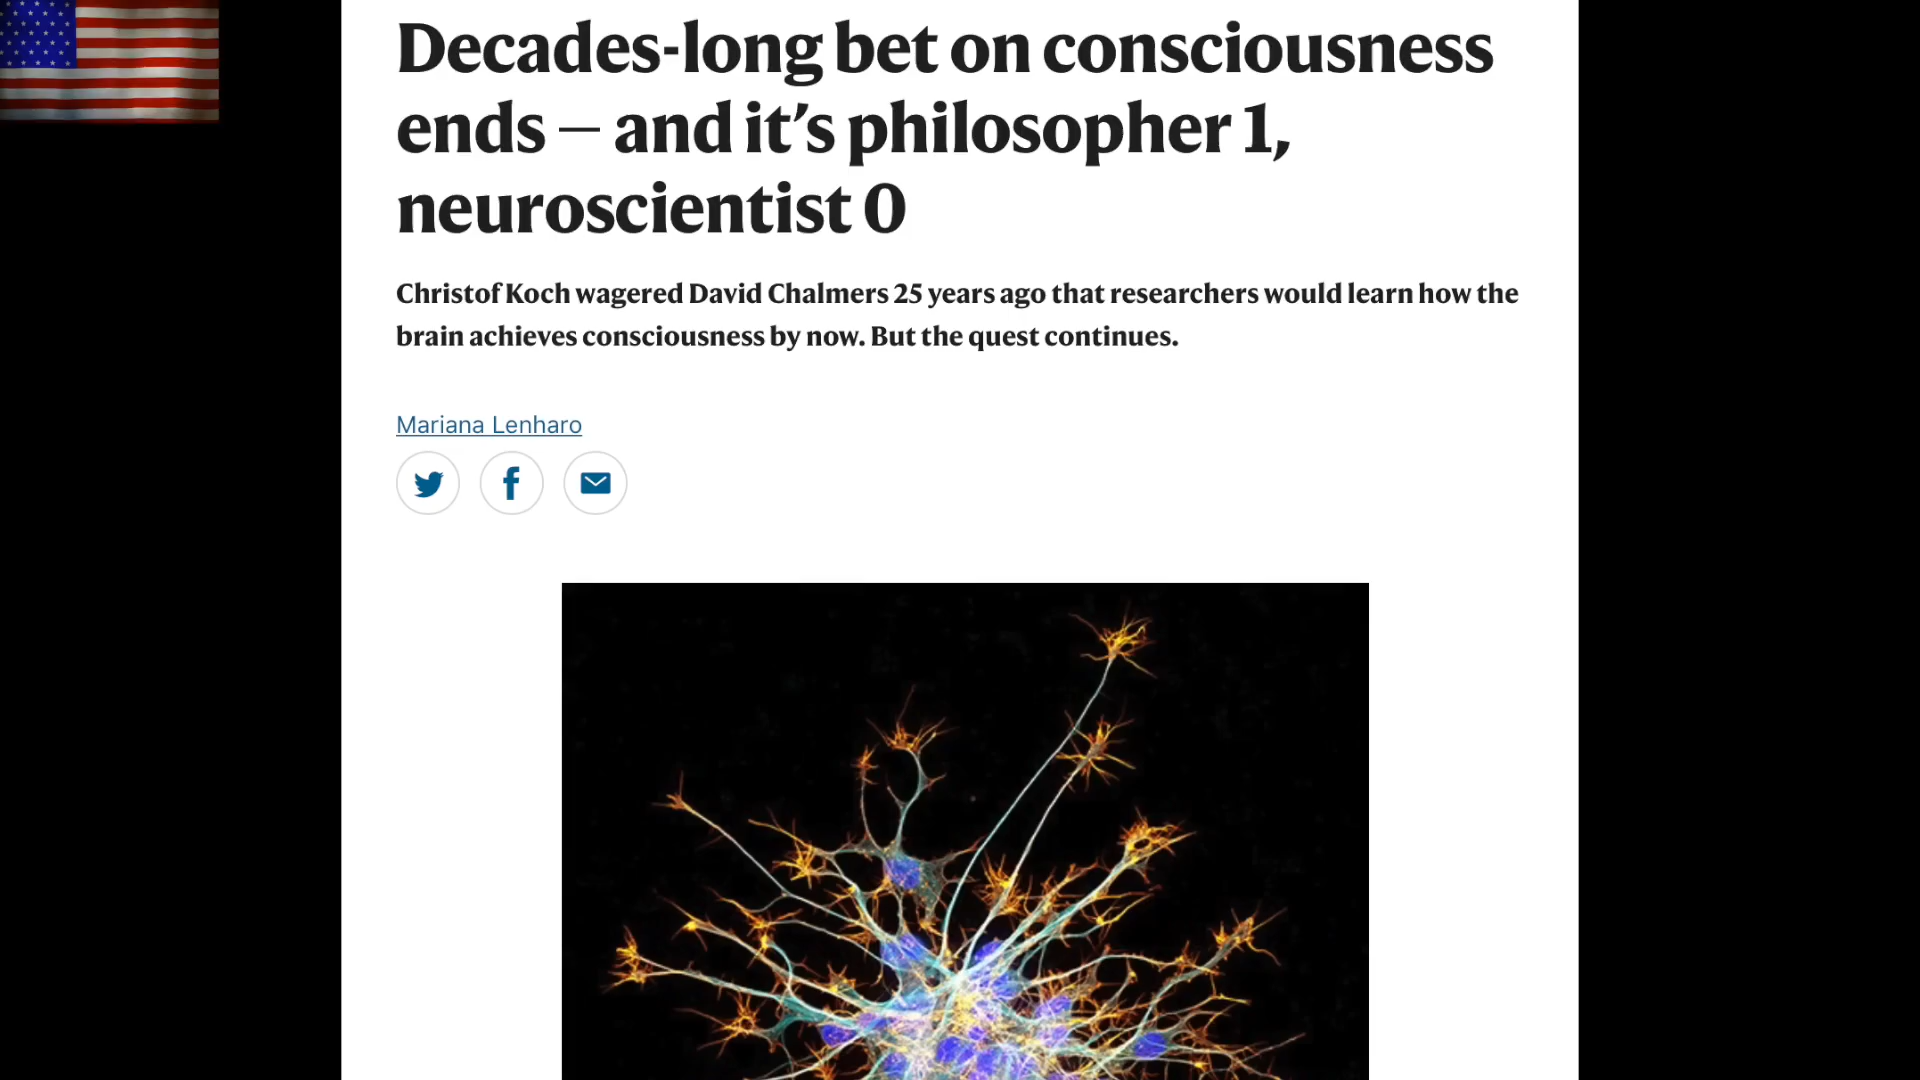 Decades-long bet on consciousness
ends — and it’s philosopher 1,
neuroscientist 0
Christof Koch wagered David Chalmers 25 years ago that researchers would learn how the
brain achieves consciousness by now. But the quest continues.
Mariana Lenharo